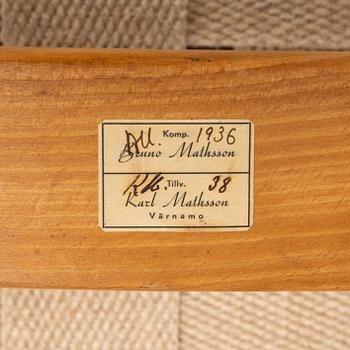 Komp. 1936
Bruno Mathsson
Tillv. 38
Karl Mathsson
Värnamo